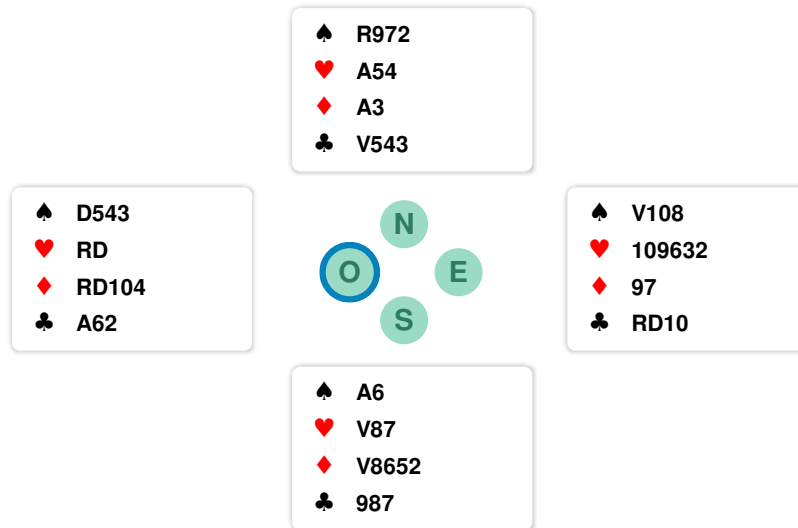 ♠ R972
♥ A54
♦ A3
♣ V543
♠ D543
♥ RD
♦ RD104
♣ A62
N
O
E
S
♠ V108
♥ 109632
♦ 97
♣ RD10
♠ A6
♥ V87
♦ V8652
♣ 987